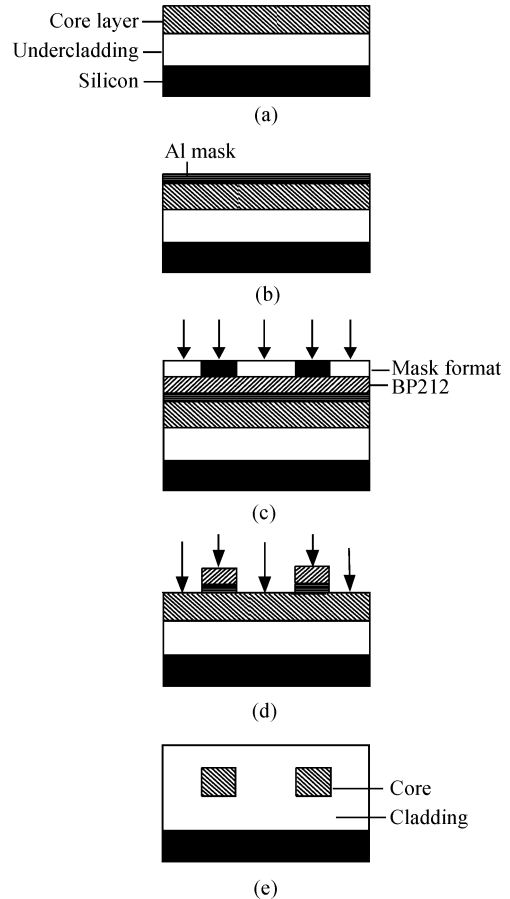 Core layer
Undercladding
Silicon
(a)
Al mask
(b)
Mask format
BP212
(c)
(d)
Core
Cladding
(e)